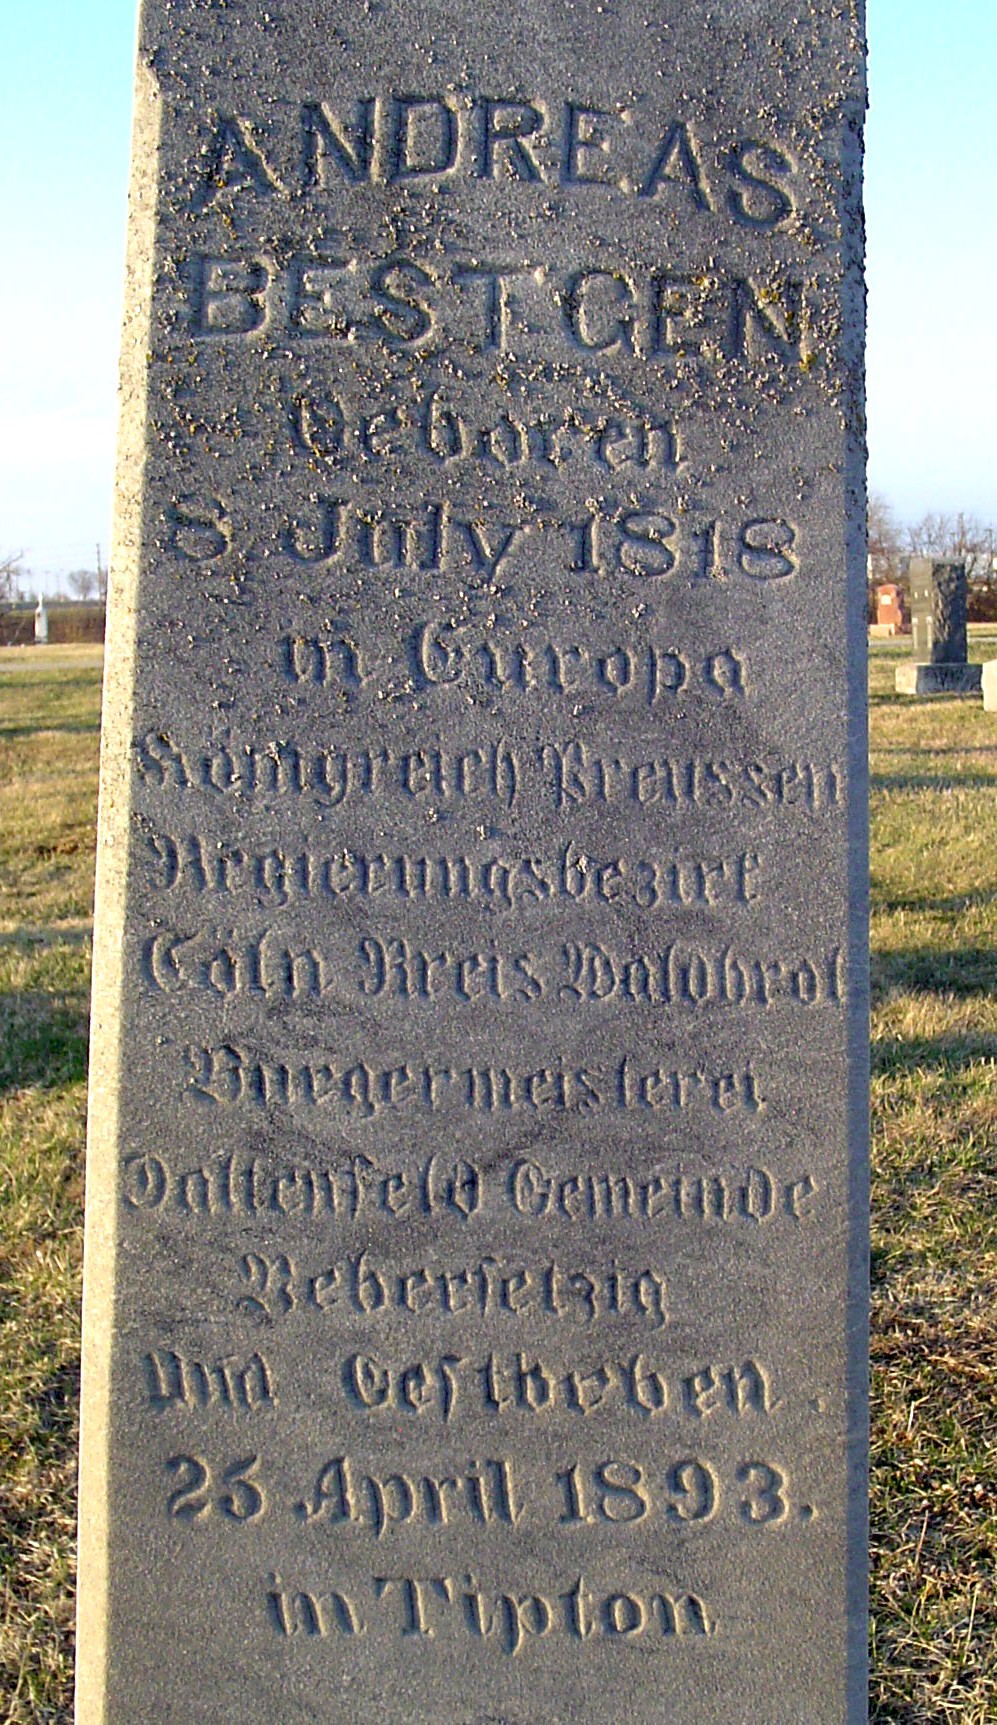 ANDREAS
BESTGEN
Geboren
8 July 1818
in Europa
Königreich Preussen
Regierungsbezirk
Cöln Kreis Waldbrol
Burgermeisterei
Dattenfeld Gemeinde
Uebersetzig
Und Gestorben.
25 April 1893.
in Tipton